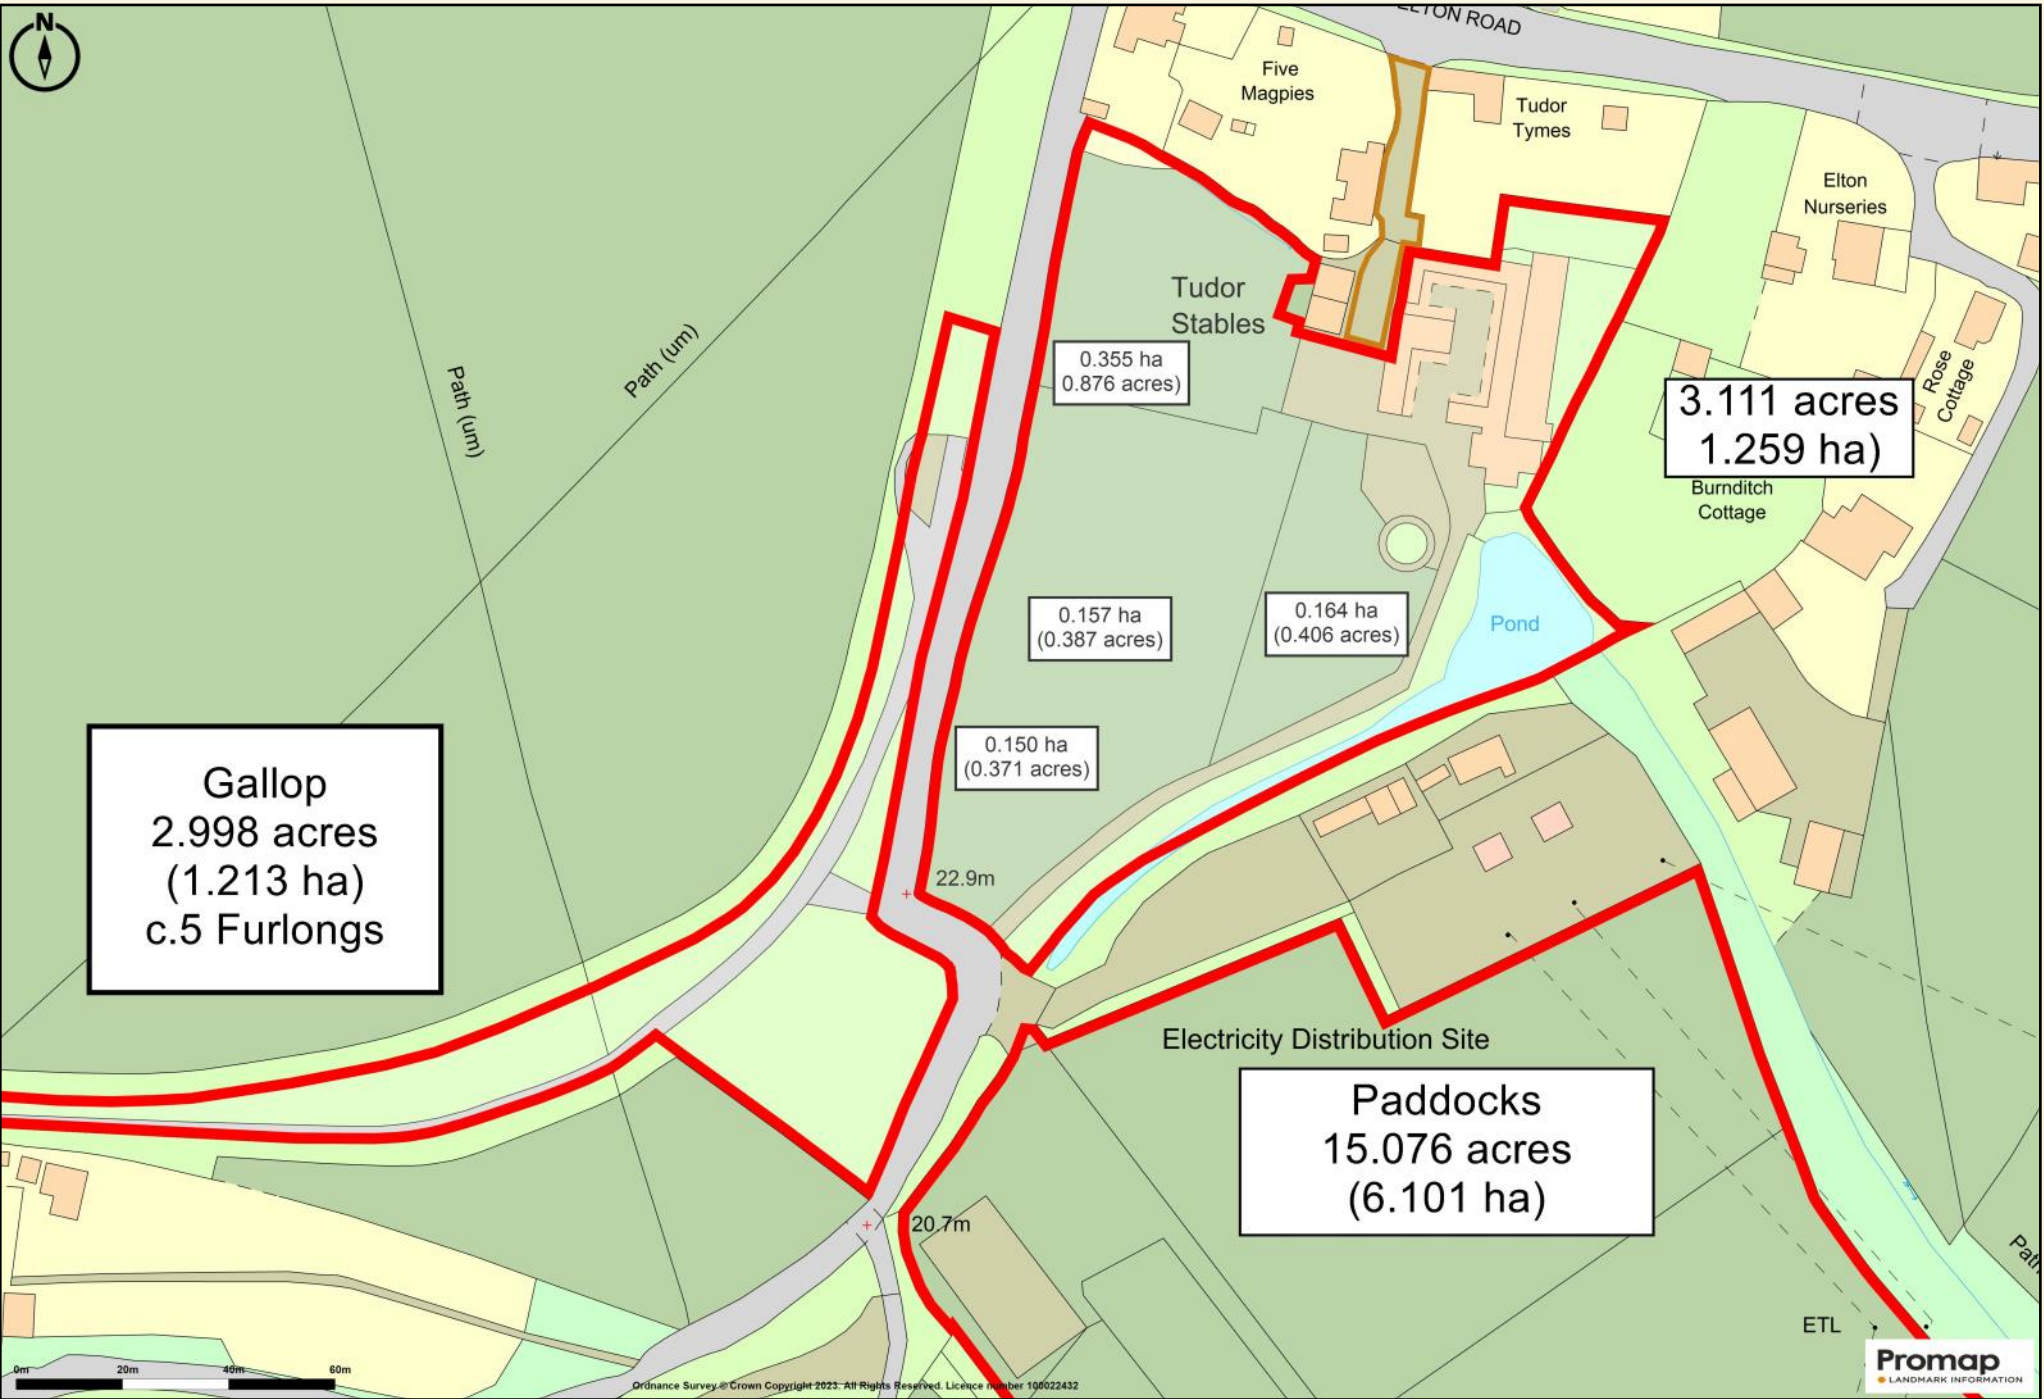 N
ELTON ROAD
Five
Magpies
Tudor
Tymes
Elton
Nurseries
Tudor
Stables
0.355 ha
0.876 acres)
Path (um)
Path (um)
Rose
Cottage
3.111 acres
1.259 ha)
Burnditch
Cottage
0.157 ha
(0.387 acres)
0.164 ha
(0.406 acres)
Pond
0.150 ha
(0.371 acres)
Gallop
2.998 acres
(1.213 ha)
c.5 Furlongs
22.9m
Electricity Distribution Site
Paddocks
15.076 acres
(6.101 ha)
20.7m
Path
ETL
0m 20m 40m 60m
Ordnance Survey © Crown Copyright 2023. All Rights Reserved. Licence number 100022432
Promap
LANDMARK INFORMATION